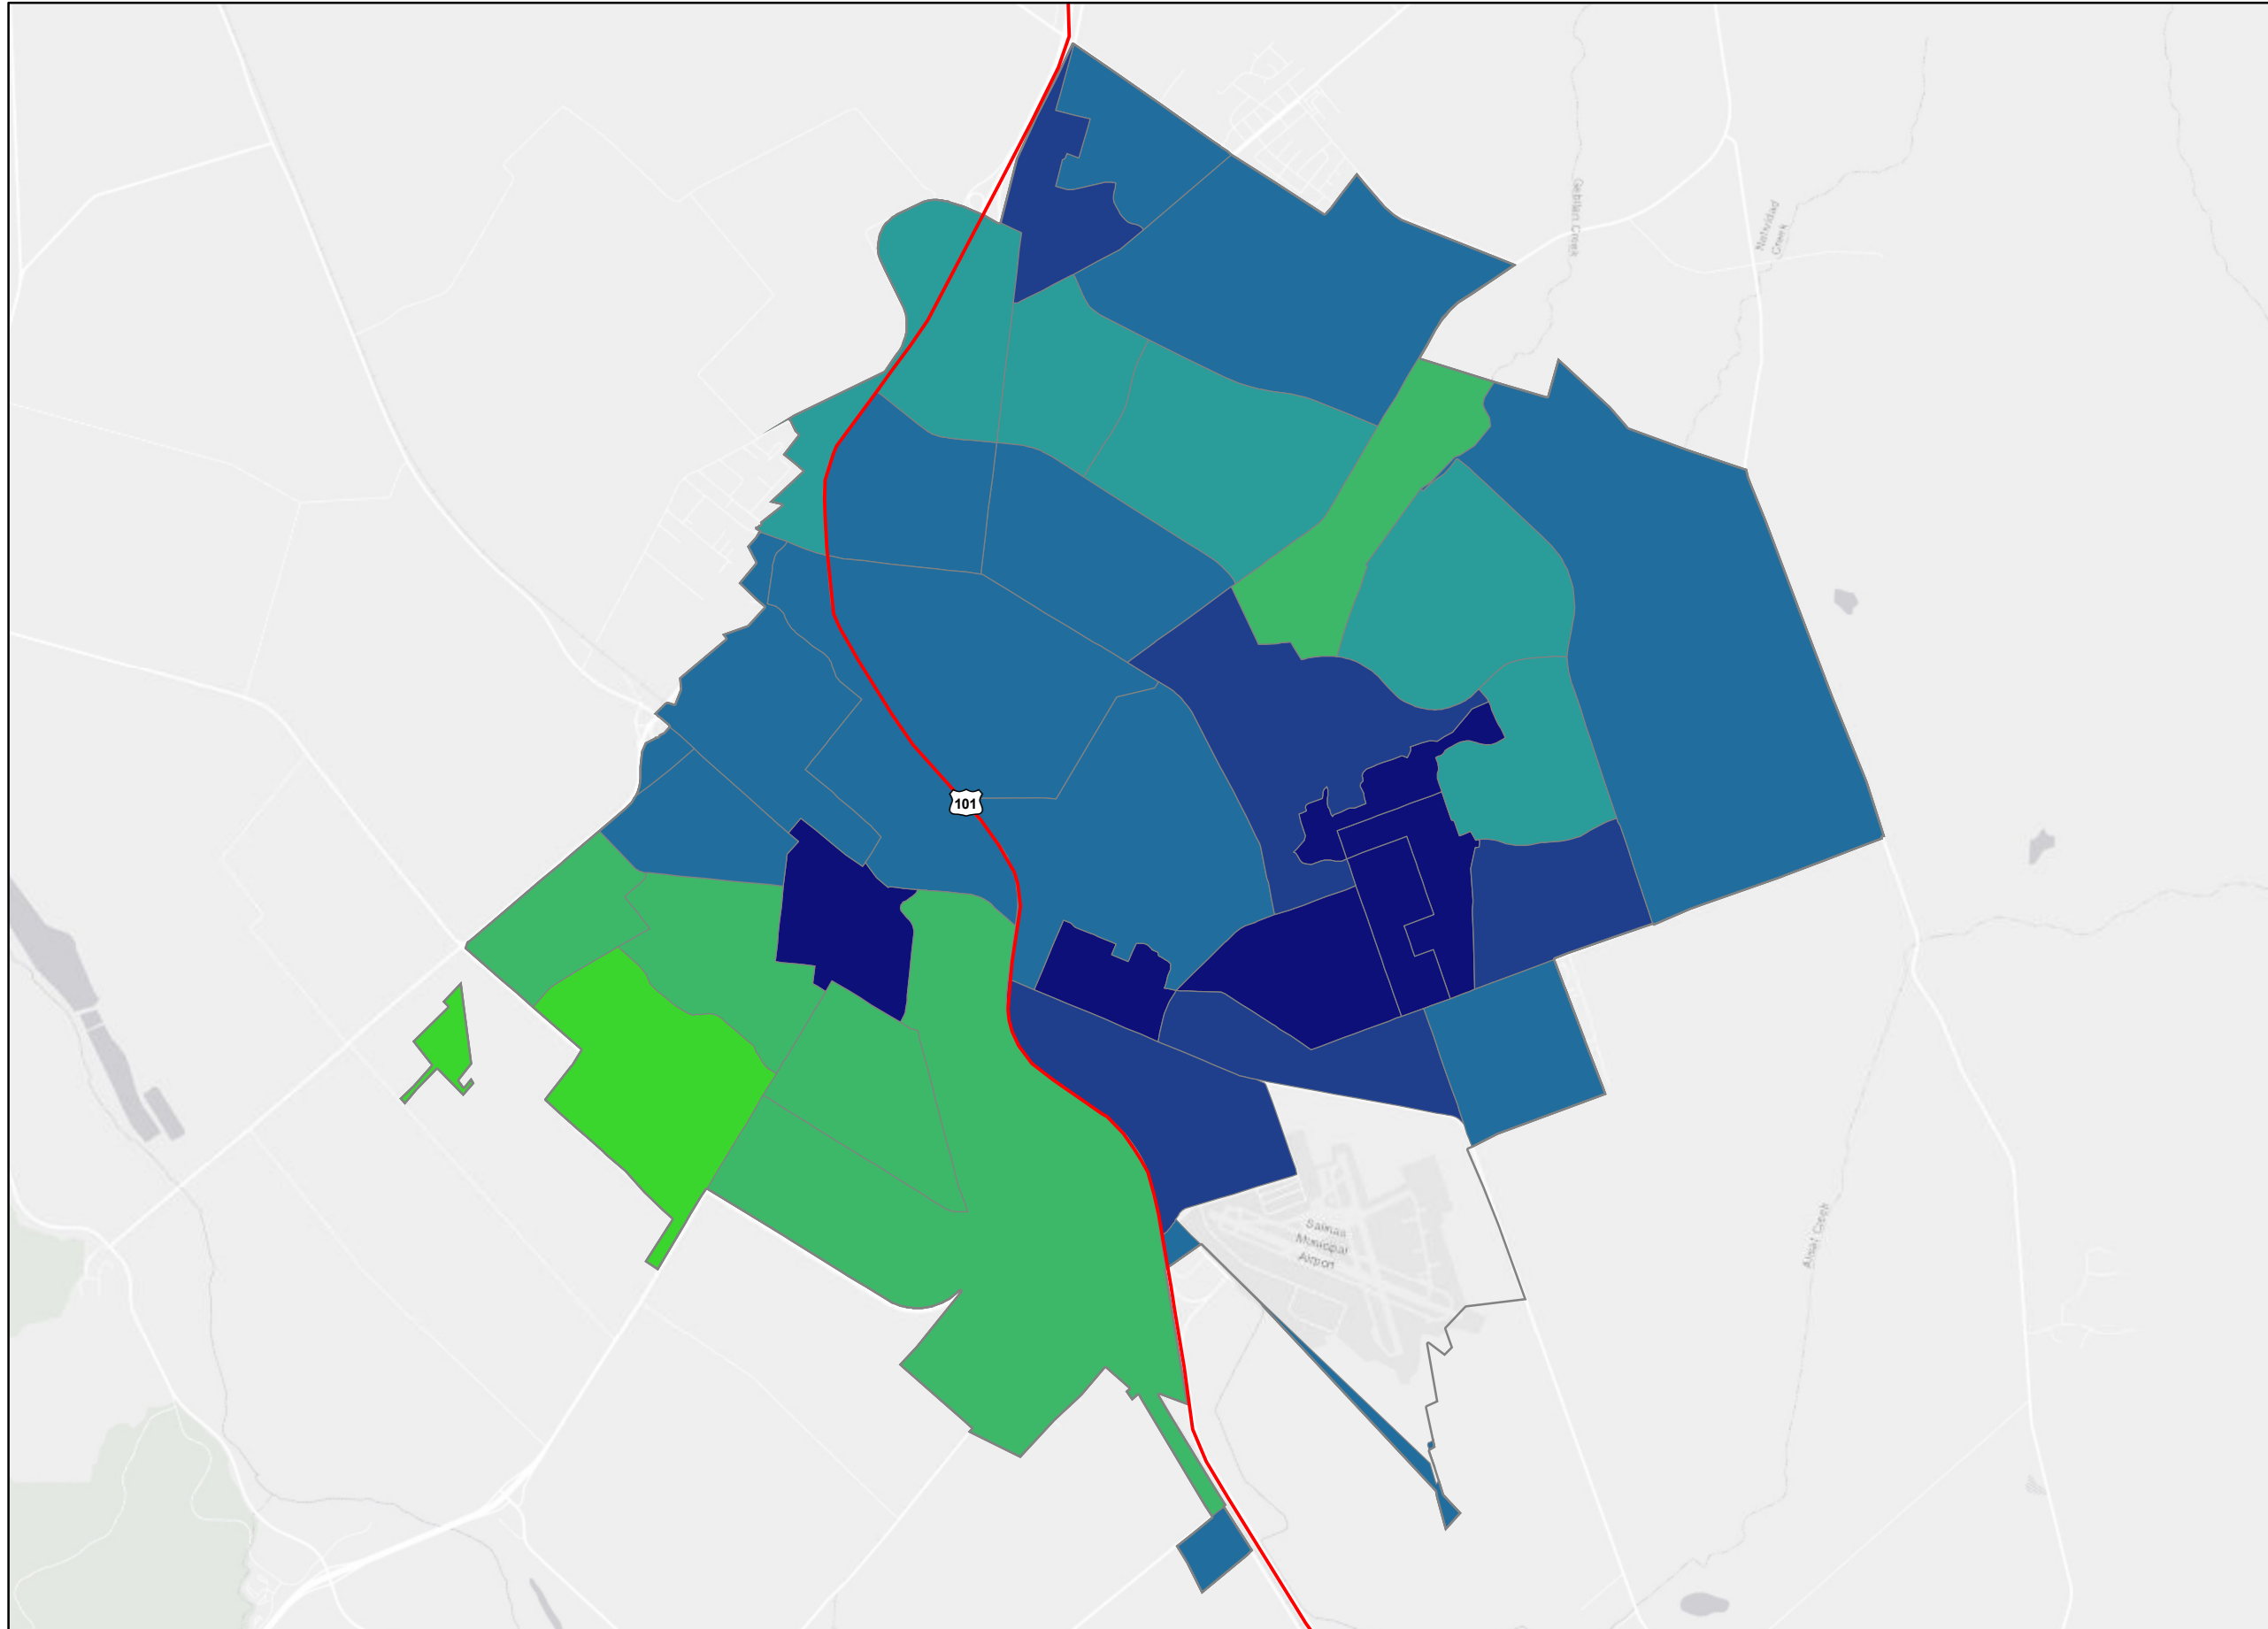 Gabilan Creek
Natividad
Creek
101
Salinas
Municipal
Airport
Alisal Creek